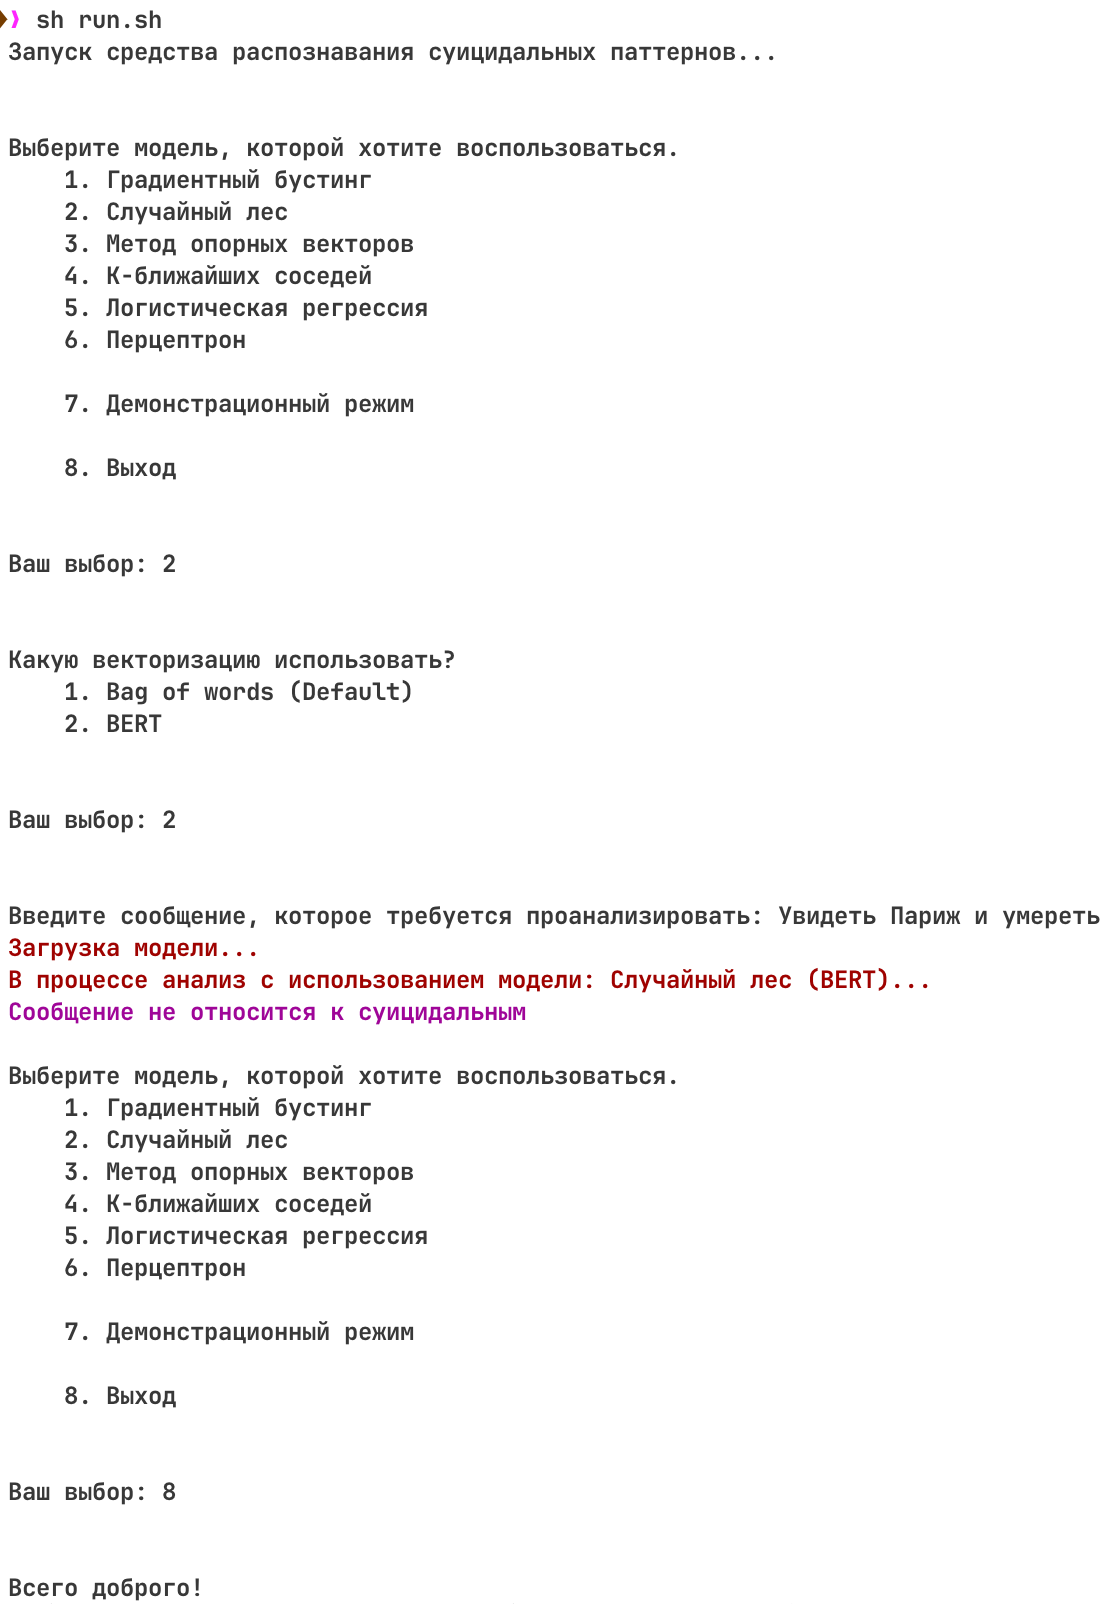 ❯ sh run.sh
Запуск средства распознавания суицидальных паттернов...
Выберите модель, которой хотите воспользоваться.
1. Градиентный бустинг
2. Случайный лес
3. Метод опорных векторов
4. К-ближайших соседей
5. Логистическая регрессия
6. Перцептрон
7. Демонстрационный режим
8. Выход
Ваш выбор: 2
Какую векторизацию использовать?
1. Bag of words (Default)
2. BERT
Ваш выбор: 2
Введите сообщение, которое требуется проанализировать: Увидеть Париж и умереть
Загрузка модели...
В процессе анализ с использованием модели: Случайный лес (BERT)...
Сообщение не относится к суицидальным
Выберите модель, которой хотите воспользоваться.
1. Градиентный бустинг
2. Случайный лес
3. Метод опорных векторов
4. К-ближайших соседей
5. Логистическая регрессия
6. Перцептрон
7. Демонстрационный режим
8. Выход
Ваш выбор: 8
Всего доброго!